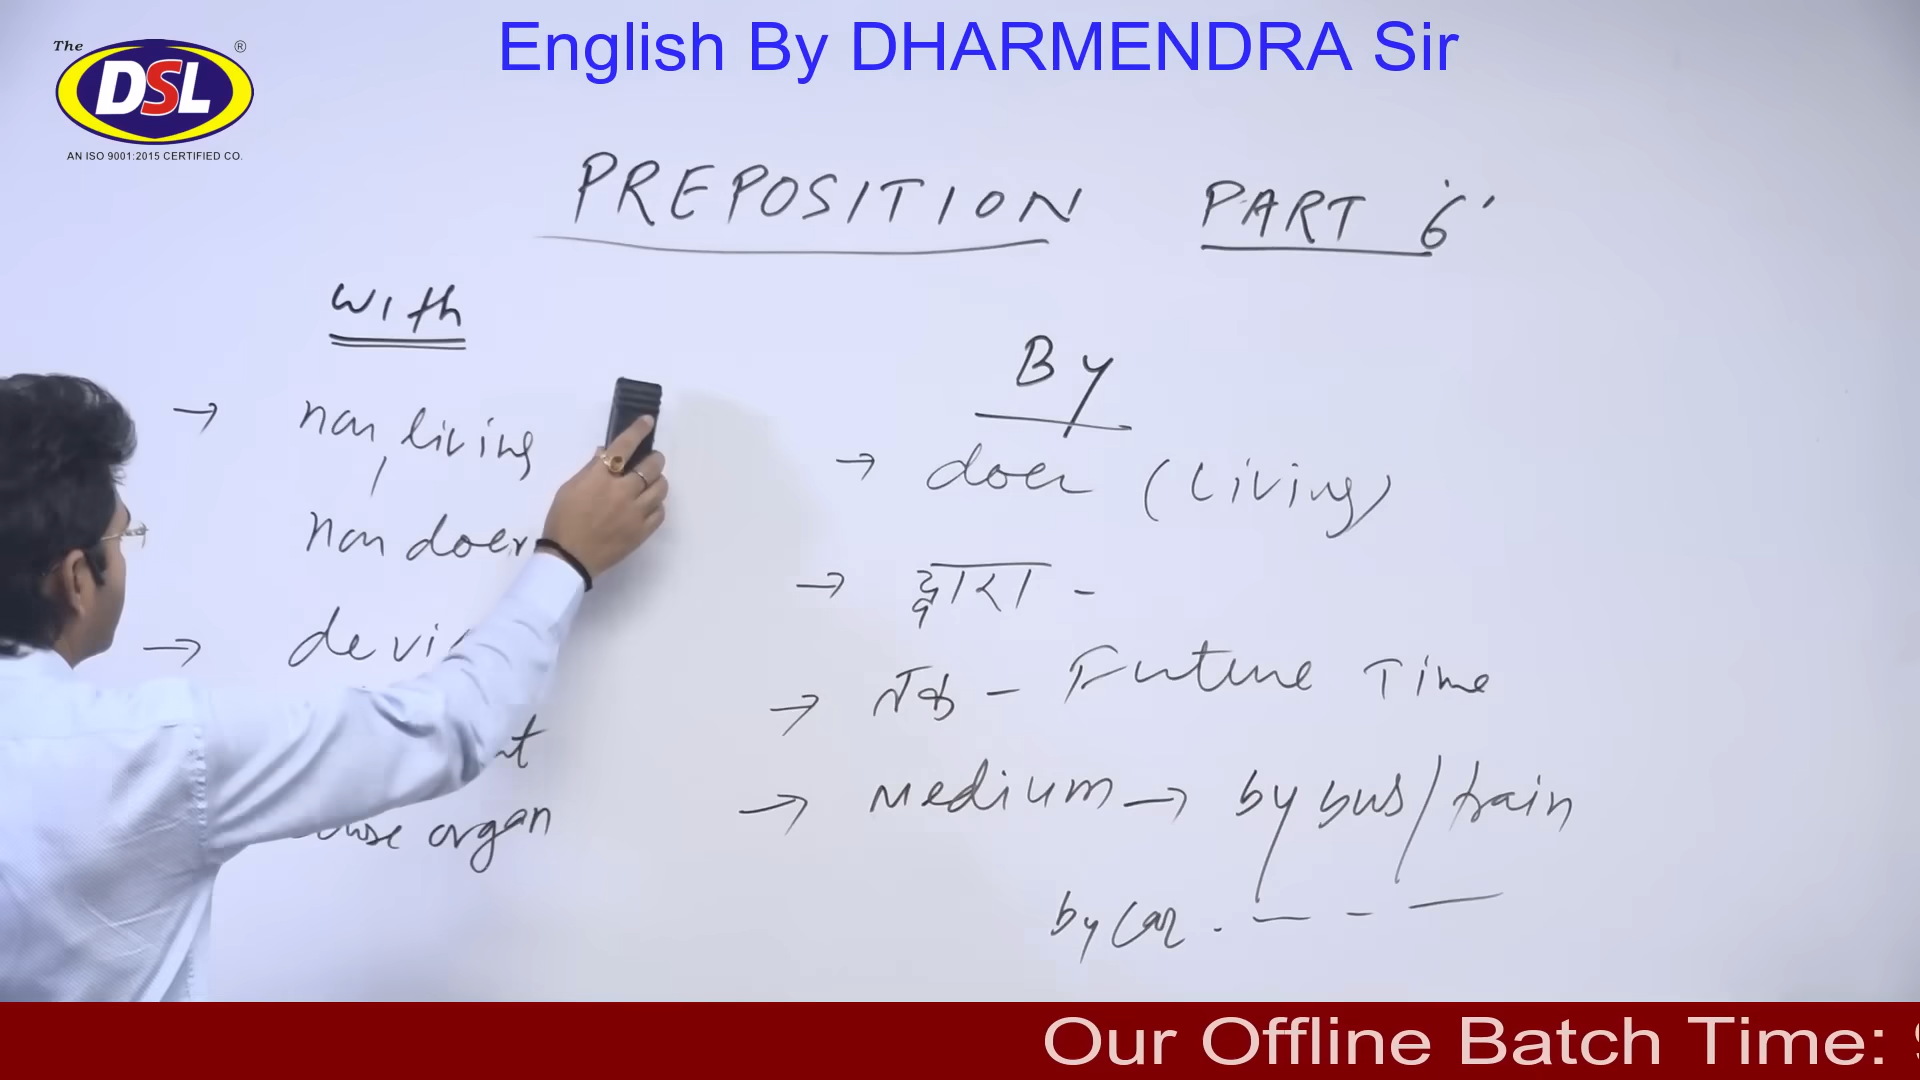 English By DHARMENDRA Sir
The
DSL
®
AN ISO 9001:2015 CERTIFIED CO.
PREPOSITION PART 6
With
→ non living
non doer
→
organ
By
→ doer (Living)
→ द्वारा -
→ तक - Future Time
→ Medium → by bus/train
by Car. — - —
Our Offline Batch Time: